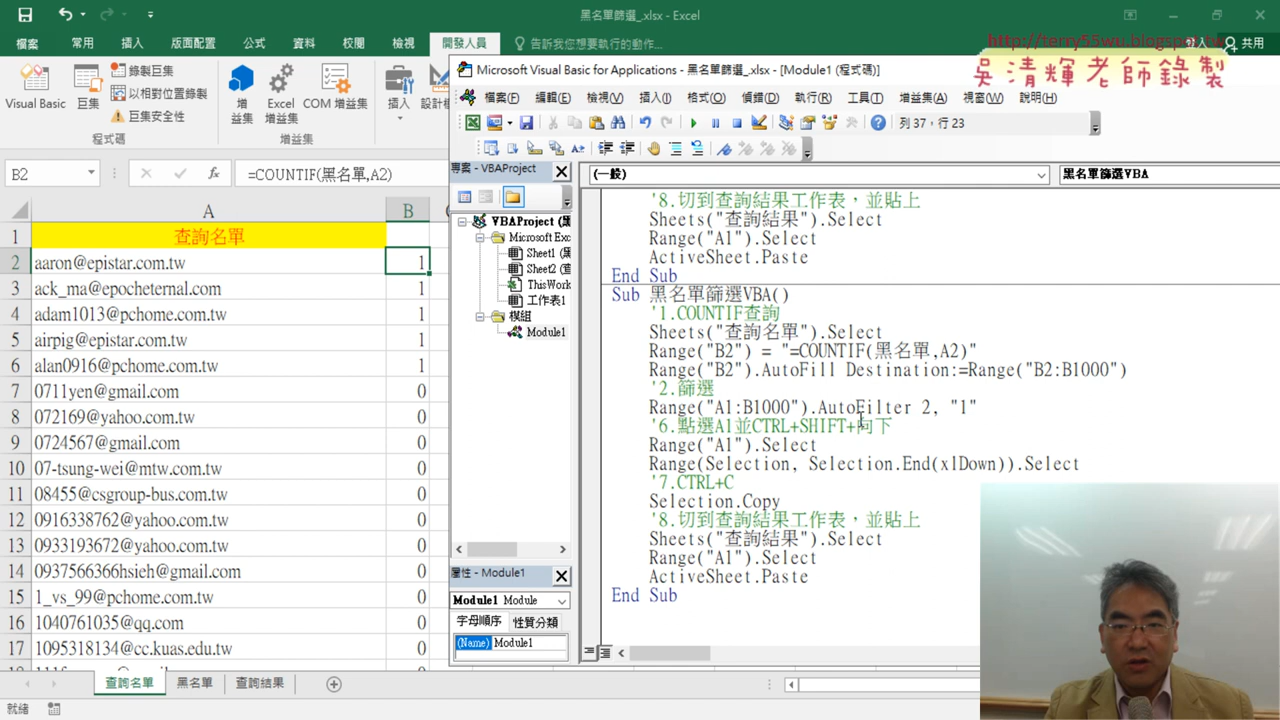 黑名單篩選_.xlsx - Excel
檔案 常用 插入 版面配置 公式 資料 校閱 檢視 開發人員 告訴我您想要執行的動作... 共用
http://terry55wu.blogspot.tw
吳清輝老師錄製
Visual Basic 巨集 錄製巨集 以相對位置錄製 巨集安全性 程式碼
增益集 Excel 增益集 COM 增益集 增益集
插入
Microsoft Visual Basic for Applications - 黑名單篩選_.xlsx - [Module1 (程式碼)]
檔案(F) 編輯(E) 檢視(V) 插入(I) 格式(O) 偵錯(D) 執行(R) 工具(T) 增益集(A) 視窗(W) 說明(H)
列 37，行 23
B2 =COUNTIF(黑名單,A2)
A B
1 查詢名單
2 aaron@epistar.com.tw 1
3 ack_ma@epocheternal.com 1
4 adam1013@pchome.com.tw 1
5 airpig@epistar.com.tw 1
6 alan0916@pchome.com.tw 1
7 0711yen@gmail.com 0
8 072169@yahoo.com.tw 0
9 0724567@gmail.com 0
10 07-tsung-wei@mtw.com.tw 0
11 08455@csgroup-bus.com.tw 0
12 0916338762@yahoo.com.tw 0
13 0933195672@yahoo.com.tw 0
14 0937566366hsieh@gmail.com 0
15 1_vs_99@pchome.com.tw 0
16 1040761035@qq.com 0
17 1095318134@cc.kuas.edu.tw 0
查詢名單 黑名單 查詢結果
就緒
專案 - VBAProject
VBAProject
Microsoft Exc
Sheet1
Sheet2
ThisWork
工作表1
模組
Module1
屬性 - Module1
Module1 Module
字母順序 性質分類
(Name) Module1
(一般) 黑名單篩選VBA
'8.切到查詢結果工作表，並貼上
Sheets("查詢結果").Select
Range("A1").Select
ActiveSheet.Paste
End Sub
Sub 黑名單篩選VBA()
'1.COUNTIF查詢
Sheets("查詢名單").Select
Range("B2") = "=COUNTIF(黑名單,A2)"
Range("B2").AutoFill Destination:=Range("B2:B1000")
'2.篩選
Range("A1:B1000").AutoFilter 2, "1"
'6.點選A1並CTRL+SHIFT+向下
Range("A1").Select
Range(Selection, Selection.End(xlDown)).Select
'7.CTRL+C
Selection.Copy
'8.切到查詢結果工作表，並貼上
Sheets("查詢結果").Select
Range("A1").Select
ActiveSheet.Paste
End Sub